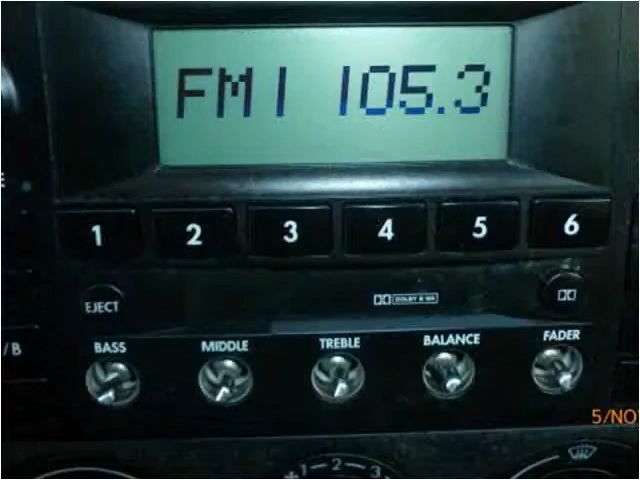 FM1 105.3
1 2 3 4 5 6
EJECT
DOLBY B NR
/B
BASS MIDDLE TREBLE BALANCE FADER
5/NO
1 2 3